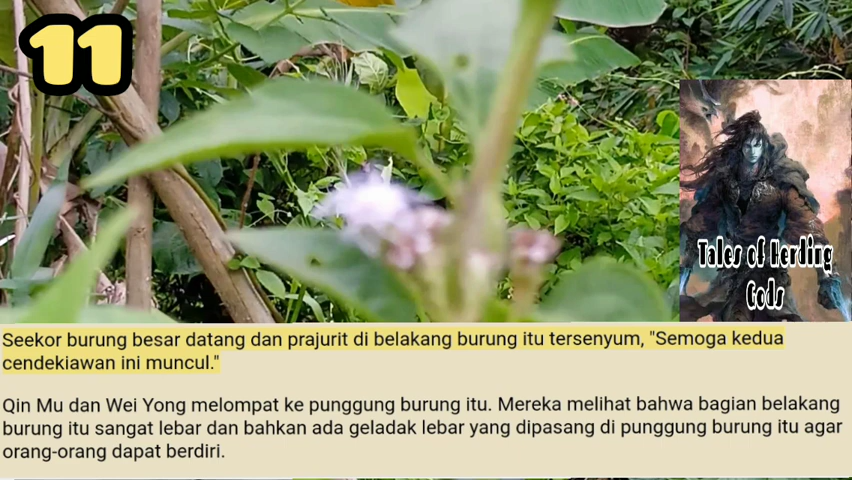 11
Tales of Herding
Gods
Seekor burung besar datang dan prajurit di belakang burung itu tersenyum, "Semoga kedua
cendekiawan ini muncul."
Qin Mu dan Wei Yong melompat ke punggung burung itu. Mereka melihat bahwa bagian belakang
burung itu sangat lebar dan bahkan ada geladak lebar yang dipasang di punggung burung itu agar
orang-orang dapat berdiri.